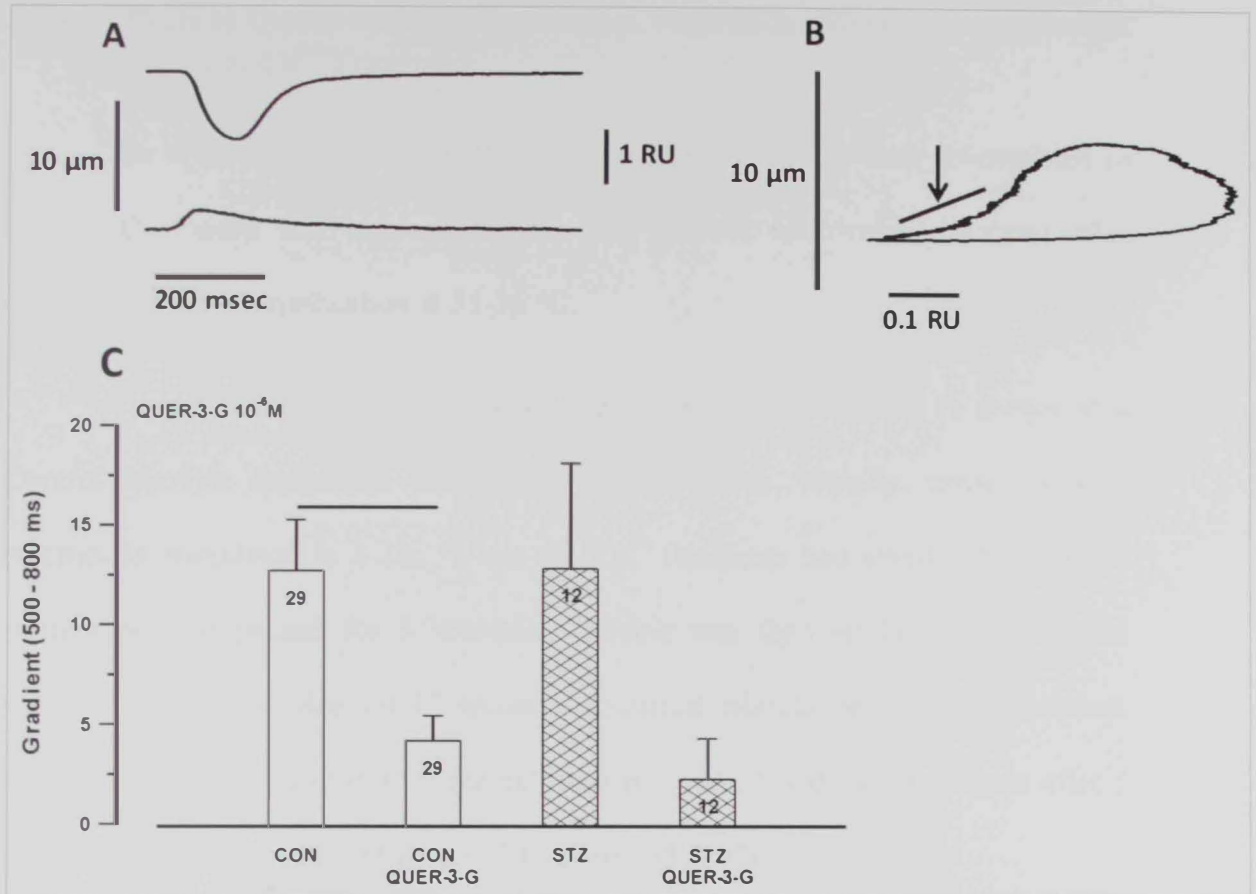 A
B
10 µm
1 RU
200 msec
10 µm
0.1 RU
C
QUER-3-G 10⁻⁶M
Gradient (500 - 800 ms)
20
15
10
5
0
29
29
12
12
CON
CON
QUER-3-G
STZ
STZ
QUER-3-G